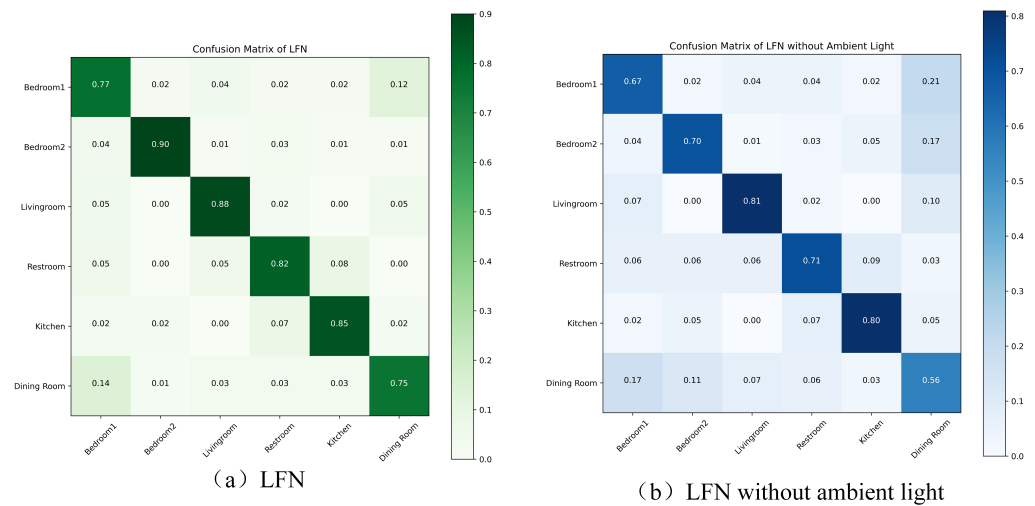 Confusion Matrix of LFN
Bedroom1 0.77 0.02 0.04 0.02 0.02 0.12
Bedroom2 0.04 0.90 0.01 0.03 0.01 0.01
Livingroom 0.05 0.00 0.88 0.02 0.00 0.05
Restroom 0.05 0.00 0.05 0.82 0.08 0.00
Kitchen 0.02 0.02 0.00 0.07 0.85 0.02
Dining Room 0.14 0.01 0.03 0.03 0.03 0.75
Bedroom1 Bedroom2 Livingroom Restroom Kitchen Dining Room
0.9
0.8
0.7
0.6
0.5
0.4
0.3
0.2
0.1
0.0
(a) LFN
Confusion Matrix of LFN without Ambient Light
Bedroom1 0.67 0.02 0.04 0.04 0.02 0.21
Bedroom2 0.04 0.70 0.01 0.03 0.05 0.17
Livingroom 0.07 0.00 0.81 0.02 0.00 0.10
Restroom 0.06 0.06 0.06 0.71 0.09 0.03
Kitchen 0.02 0.05 0.00 0.07 0.80 0.05
Dining Room 0.17 0.11 0.07 0.06 0.03 0.56
Bedroom1 Bedroom2 Livingroom Restroom Kitchen Dining Room
0.8
0.7
0.6
0.5
0.4
0.3
0.2
0.1
0.0
(b) LFN without ambient light